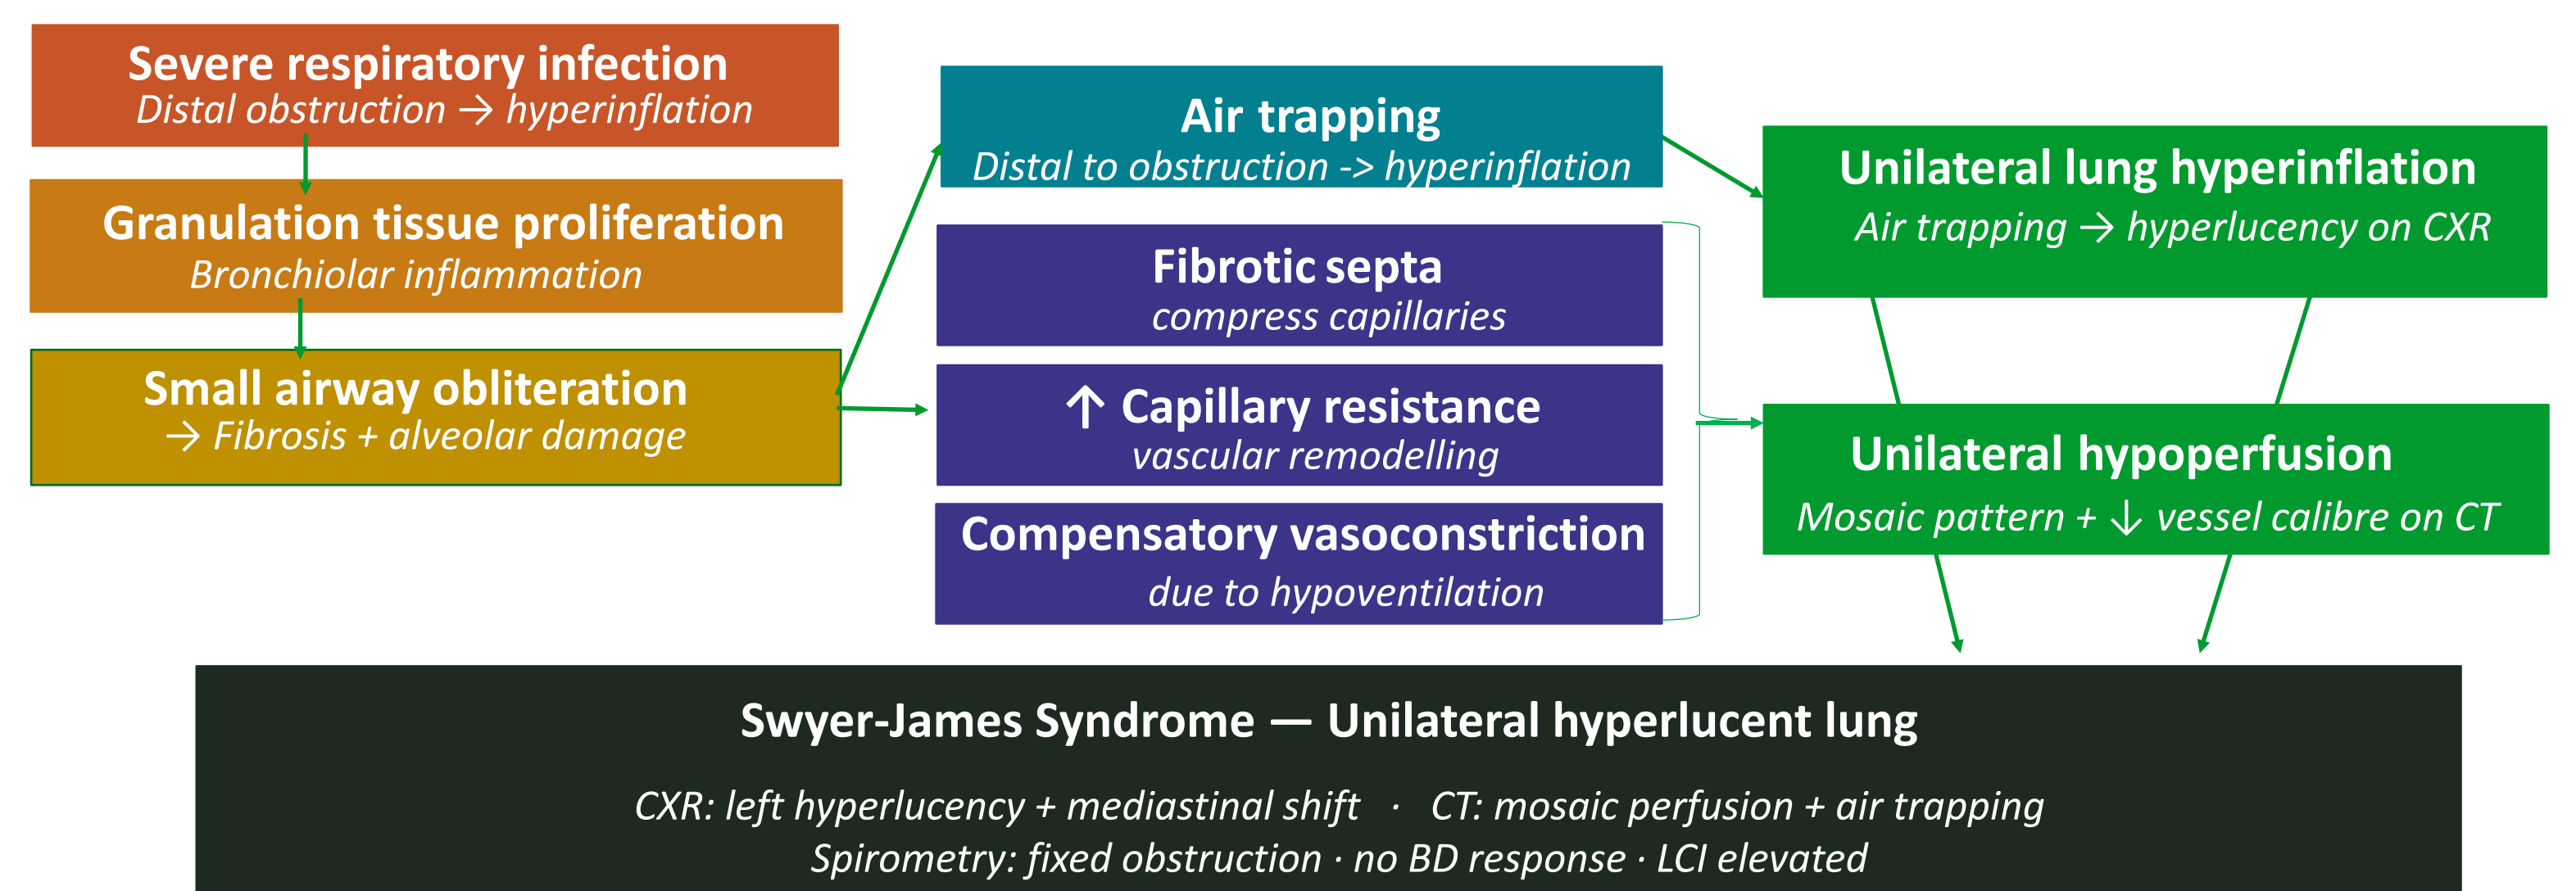 Severe respiratory infection
Distal obstruction → hyperinflation
Granulation tissue proliferation
Bronchiolar inflammation
Small airway obliteration
→ Fibrosis + alveolar damage
Air trapping
Distal to obstruction -> hyperinflation
Fibrotic septa
compress capillaries
↑ Capillary resistance
vascular remodelling
Compensatory vasoconstriction
due to hypoventilation
Unilateral lung hyperinflation
Air trapping → hyperlucency on CXR
Unilateral hypoperfusion
Mosaic pattern + ↓ vessel calibre on CT
Swyer-James Syndrome — Unilateral hyperlucent lung
CXR: left hyperlucency + mediastinal shift · CT: mosaic perfusion + air trapping
Spirometry: fixed obstruction · no BD response · LCI elevated